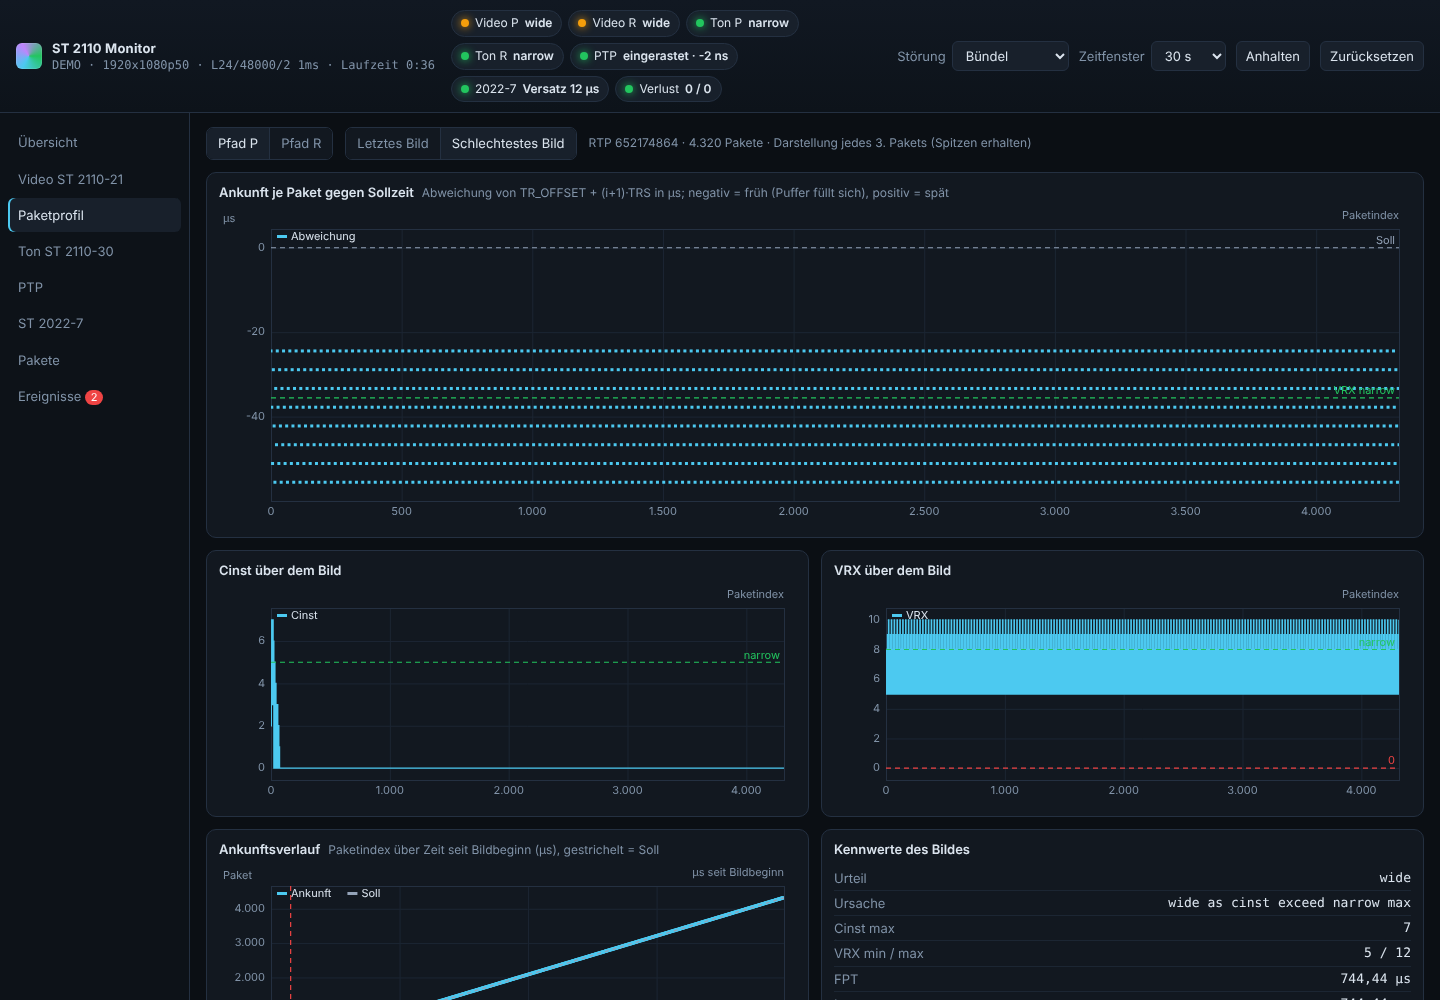 ST 2110 Monitor
DEMO · 1920x1080p50 · L24/48000/2 1ms · Laufzeit 0:36
Video P wide
Video R wide
Ton P narrow
Ton R narrow
PTP eingerastet · -2 ns
2022-7 Versatz 12 µs
Verlust 0 / 0
Störung Bündel
Zeitfenster 30 s
Anhalten
Zurücksetzen
Übersicht
Video ST 2110-21
Paketprofil
Ton ST 2110-30
PTP
ST 2022-7
Pakete
Ereignisse 2
Pfad P Pfad R
Letztes Bild Schlechtestes Bild
RTP 652174864 · 4.320 Pakete · Darstellung jedes 3. Pakets (Spitzen erhalten)
Ankunft je Paket gegen Sollzeit Abweichung von TR_OFFSET + (i+1)·TRS in µs; negativ = früh (Puffer füllt sich), positiv = spät
µs
Paketindex
Abweichung
Soll
0
-20
VRX narrow
-40
0 500 1.000 1.500 2.000 2.500 3.000 3.500 4.000
Cinst über dem Bild
Paketindex
Cinst
6
narrow
4
2
0
0 1.000 2.000 3.000 4.000
VRX über dem Bild
Paketindex
VRX
10
narrow
8
6
4
2
0
0
0 1.000 2.000 3.000 4.000
Ankunftsverlauf Paketindex über Zeit seit Bildbeginn (µs), gestrichelt = Soll
Paket
µs seit Bildbeginn
Ankunft Soll
4.000
3.000
2.000
Kennwerte des Bildes
Urteil wide
Ursache wide as cinst exceed narrow max
Cinst max 7
VRX min / max 5 / 12
FPT 744,44 µs